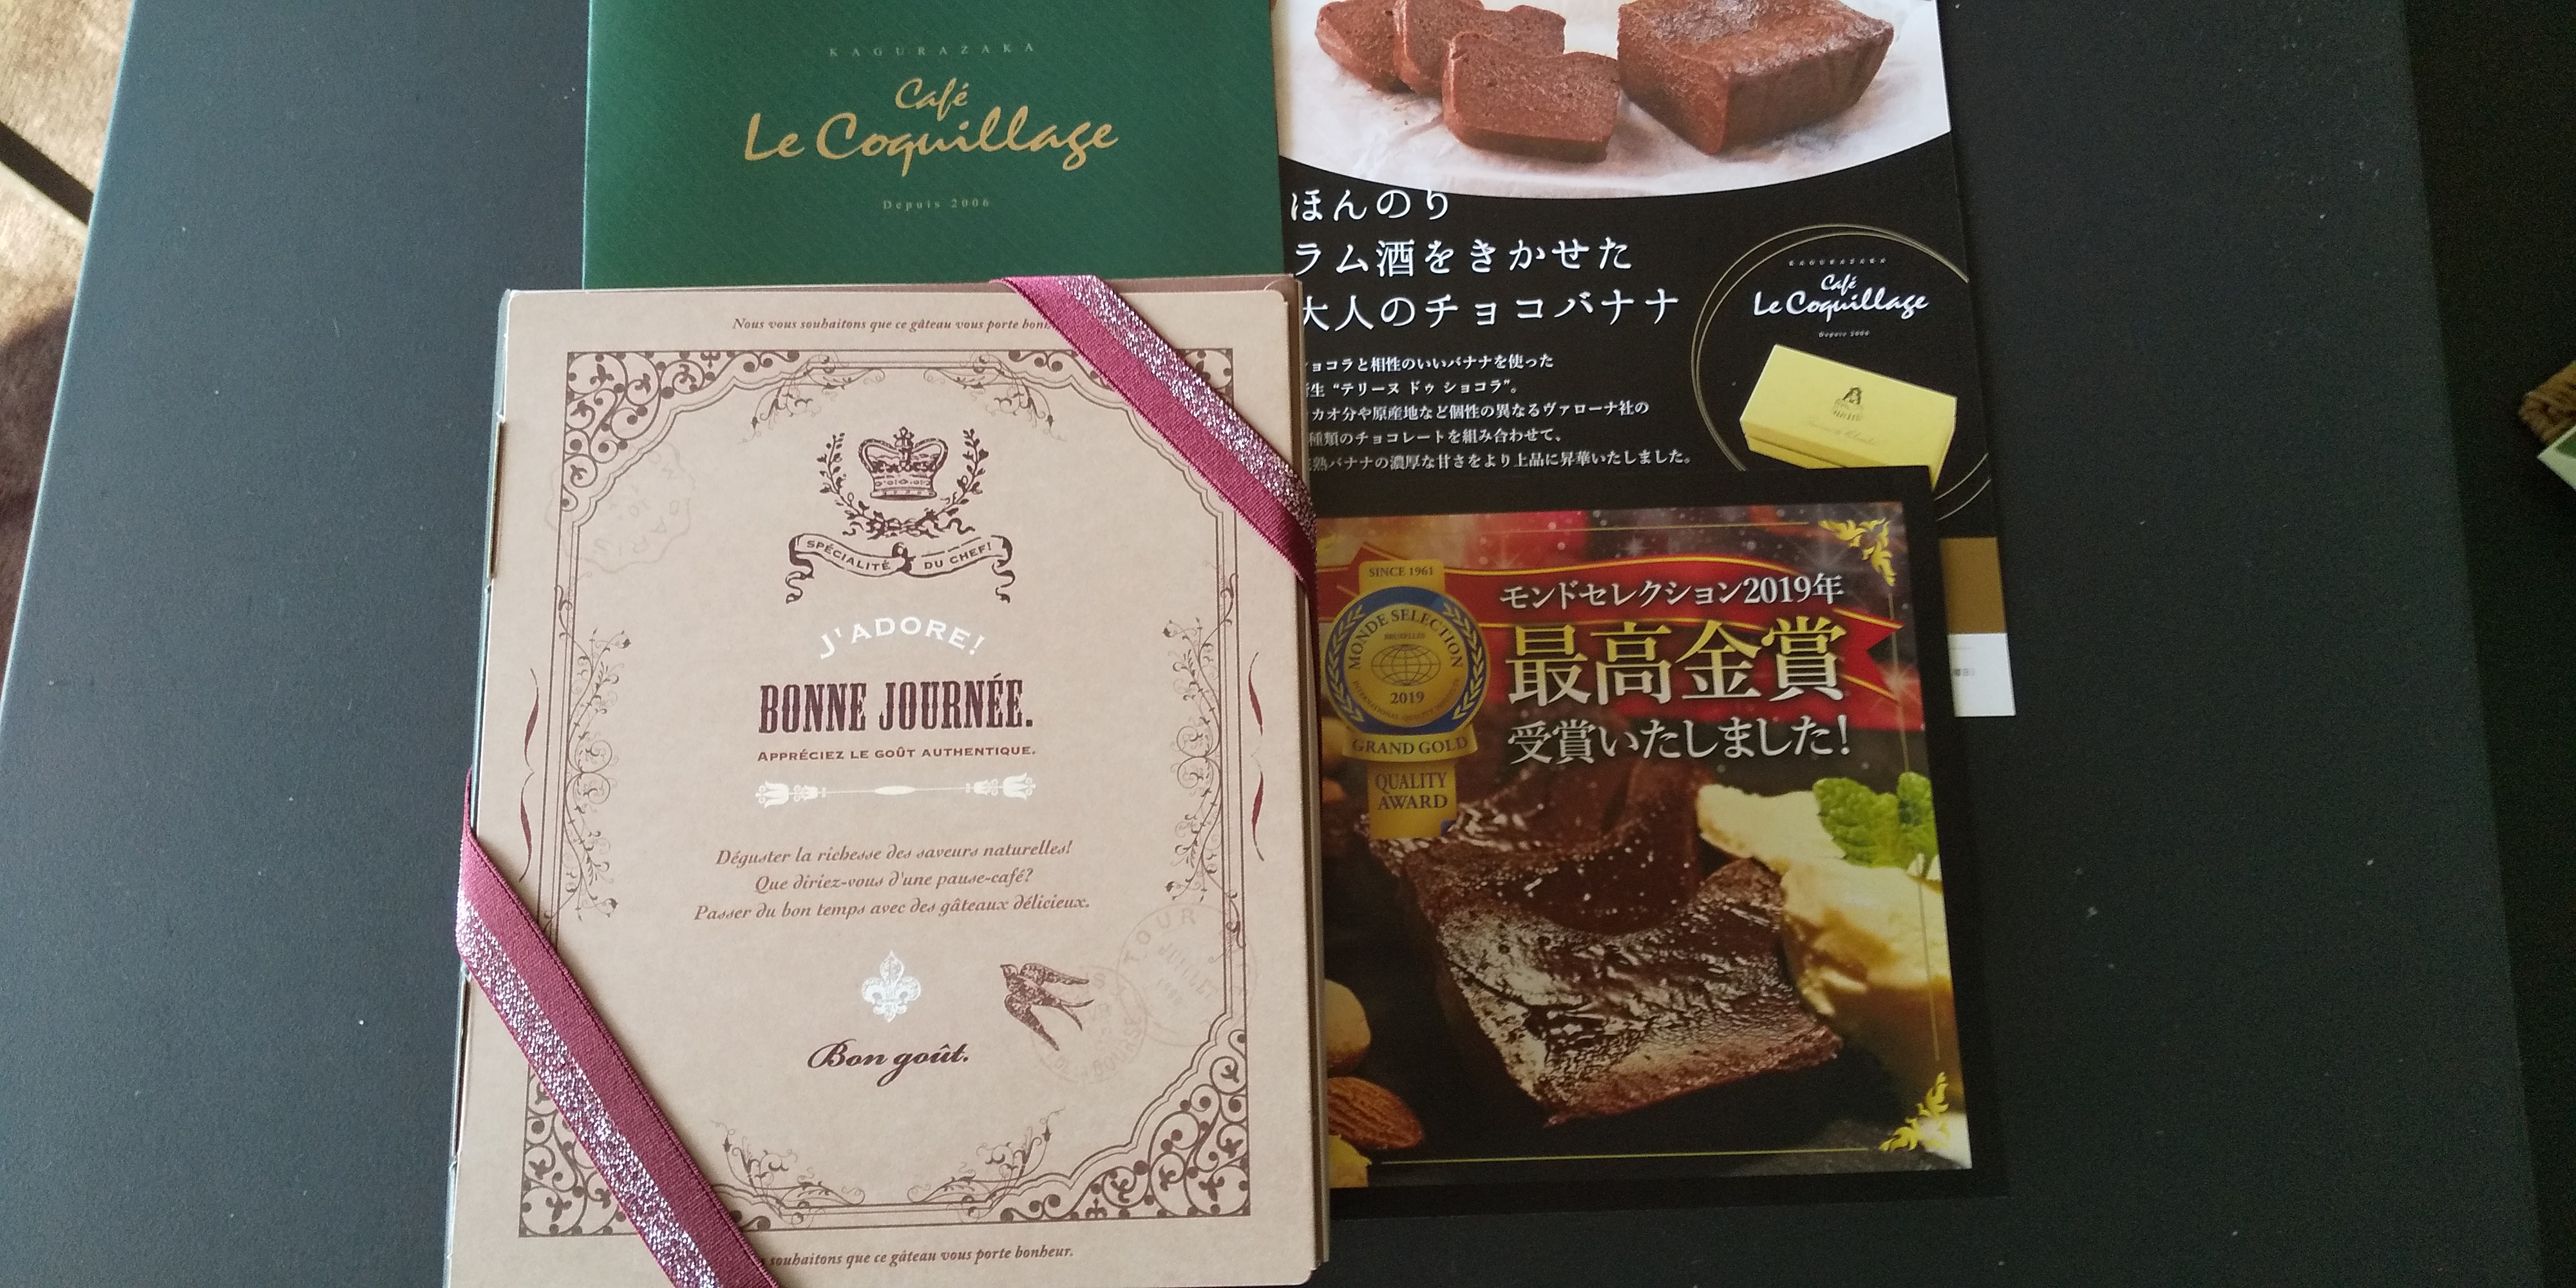 KAGURAZAKA
Café
Le Coquillage
Depuis 2006
ほんのり
ラム酒をきかせた
大人のチョコバナナ
ョコラと相性のいいバナナを使った
生 “テリーヌ ドゥ ショコラ”。
カオ分や原産地など個性の異なるヴァローナ社の
種類のチョコレートを組み合わせて、
熟バナナの濃厚な甘さをより上品に昇華いたしました。
KAGURAZAKA
Café
Le Coquillage
Depuis 2006
Nous vous souhaitons que ce gâteau vous porte
SPÉCIALITÉ DU CHEF!
J'ADORE!
BONNE JOURNÉE.
APPRÉCIEZ LE GOÛT AUTHENTIQUE.
Déguster la richesse des saveurs naturelles!
Que diriez-vous d'une pause-café?
Passer du bon temps avec des gâteaux délicieux.
Bon goût.
souhaitons que ce gâteau vous porte bonheur.
SINCE 1961
MONDE SELECTION
BRUXELLES
2019
INTERNATIONAL QUALITY INSTITUTE
GRAND GOLD
QUALITY
AWARD
モンドセレクション2019年
最高金賞
受賞いたしました!